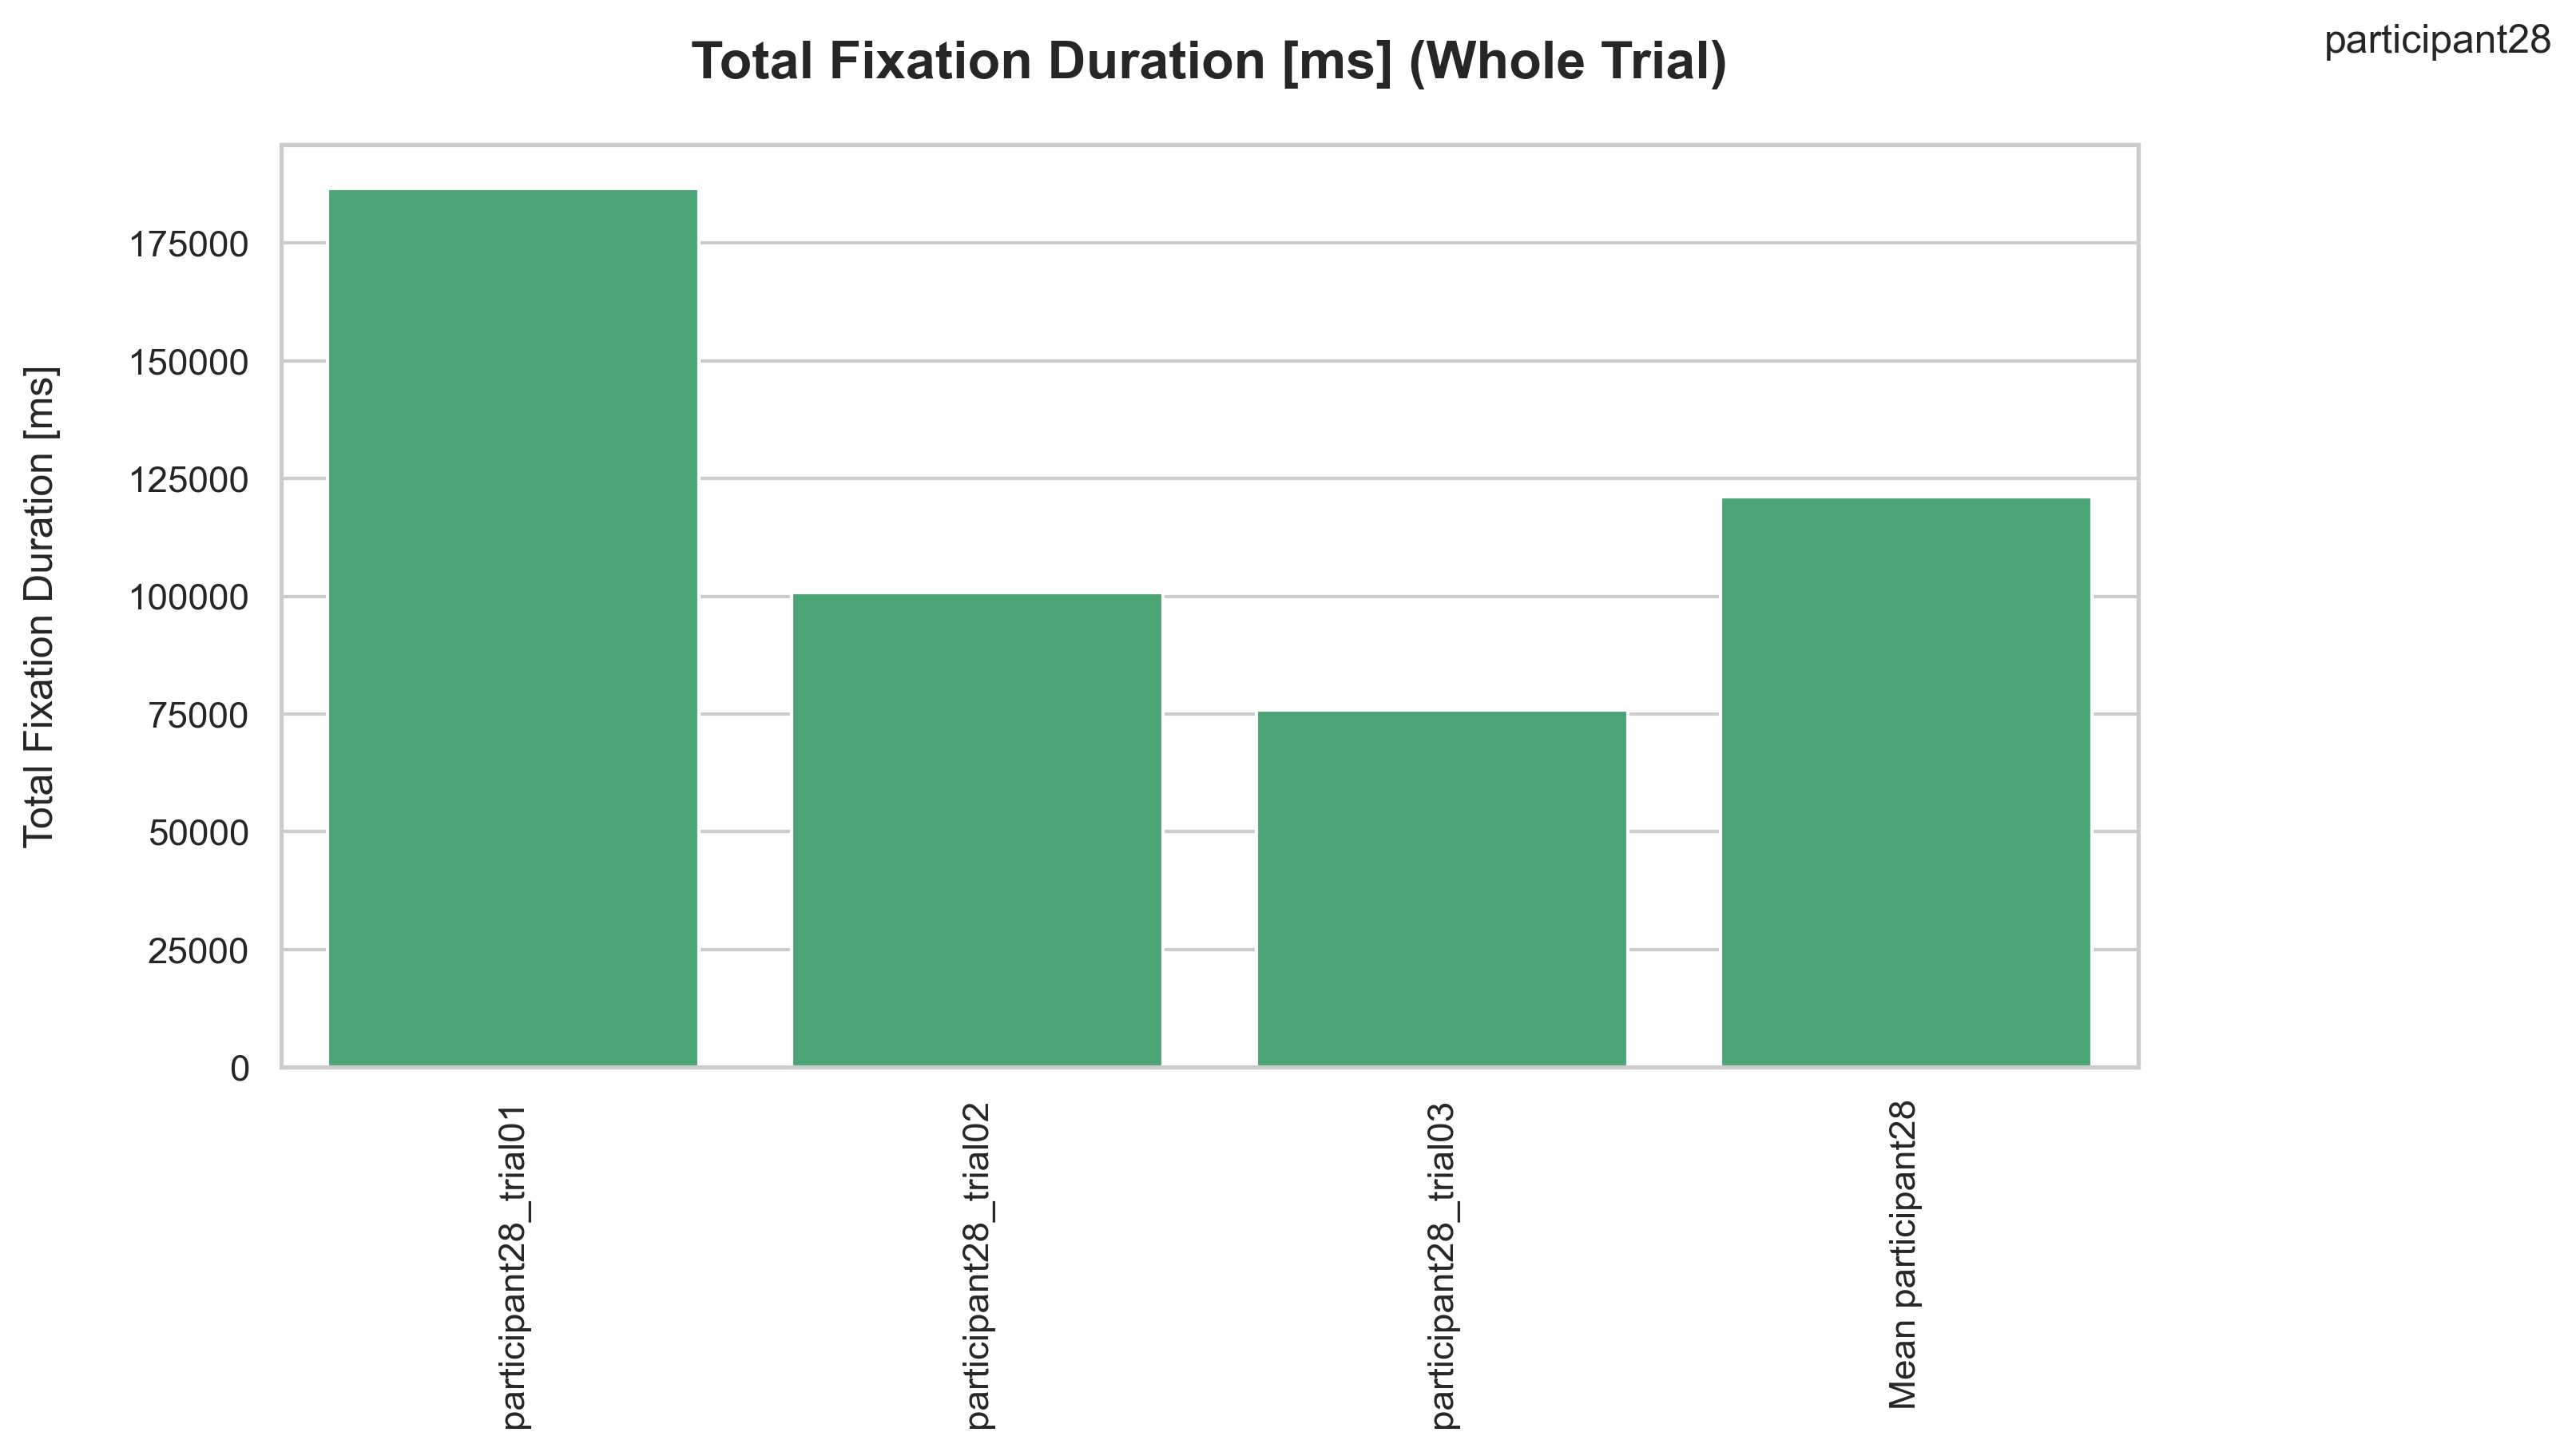 participant28
Total Fixation Duration [ms] (Whole Trial)
Total Fixation Duration [ms]
175000
150000
125000
100000
75000
50000
25000
0
participant28_trial01
participant28_trial02
participant28_trial03
Mean participant28